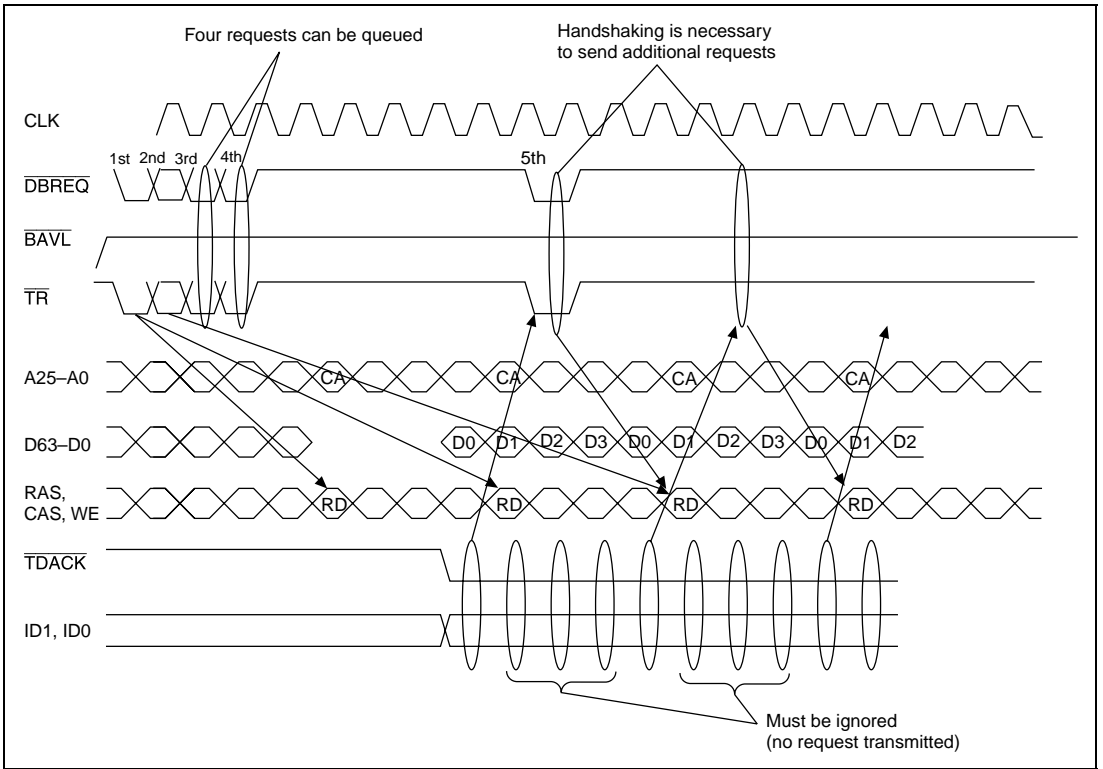 Four requests can be queued
Handshaking is necessary
to send additional requests
CLK
1st 2nd 3rd 4th 5th
DBREQ
BAVL
TR
A25–A0 CA CA CA CA
D63–D0 D0 D1 D2 D3 D0 D1 D2 D3 D0 D1 D2
RAS,
CAS, WE RD RD RD RD
TDACK
ID1, ID0
Must be ignored
(no request transmitted)